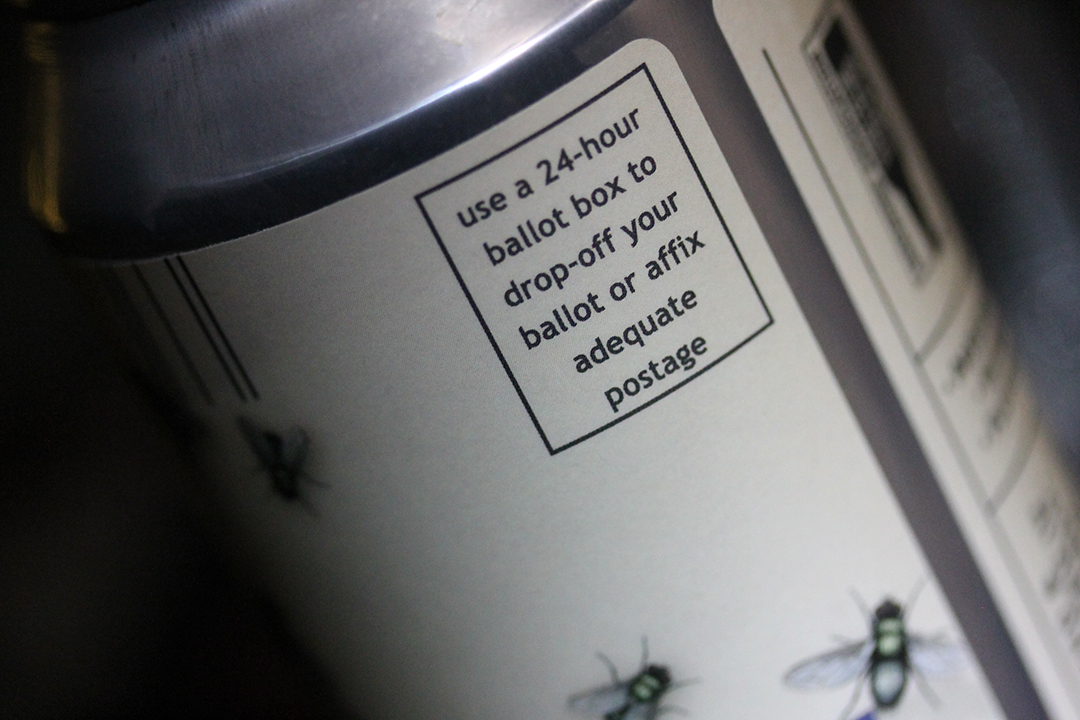 use a 24-hour
ballot box to
drop-off your
ballot or affix
adequate
postage